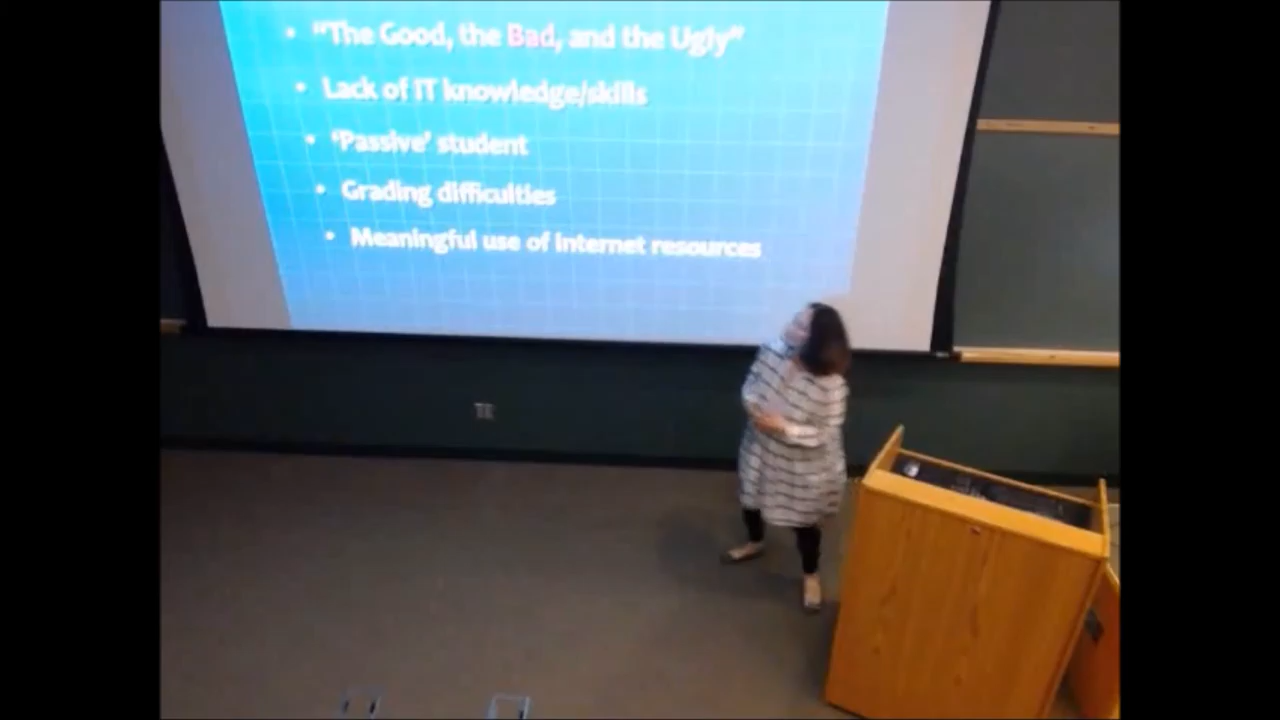 • "The Good, the Bad, and the Ugly"
• Lack of IT knowledge/skills
• 'Passive' student
• Grading difficulties
• Meaningful use of internet resources